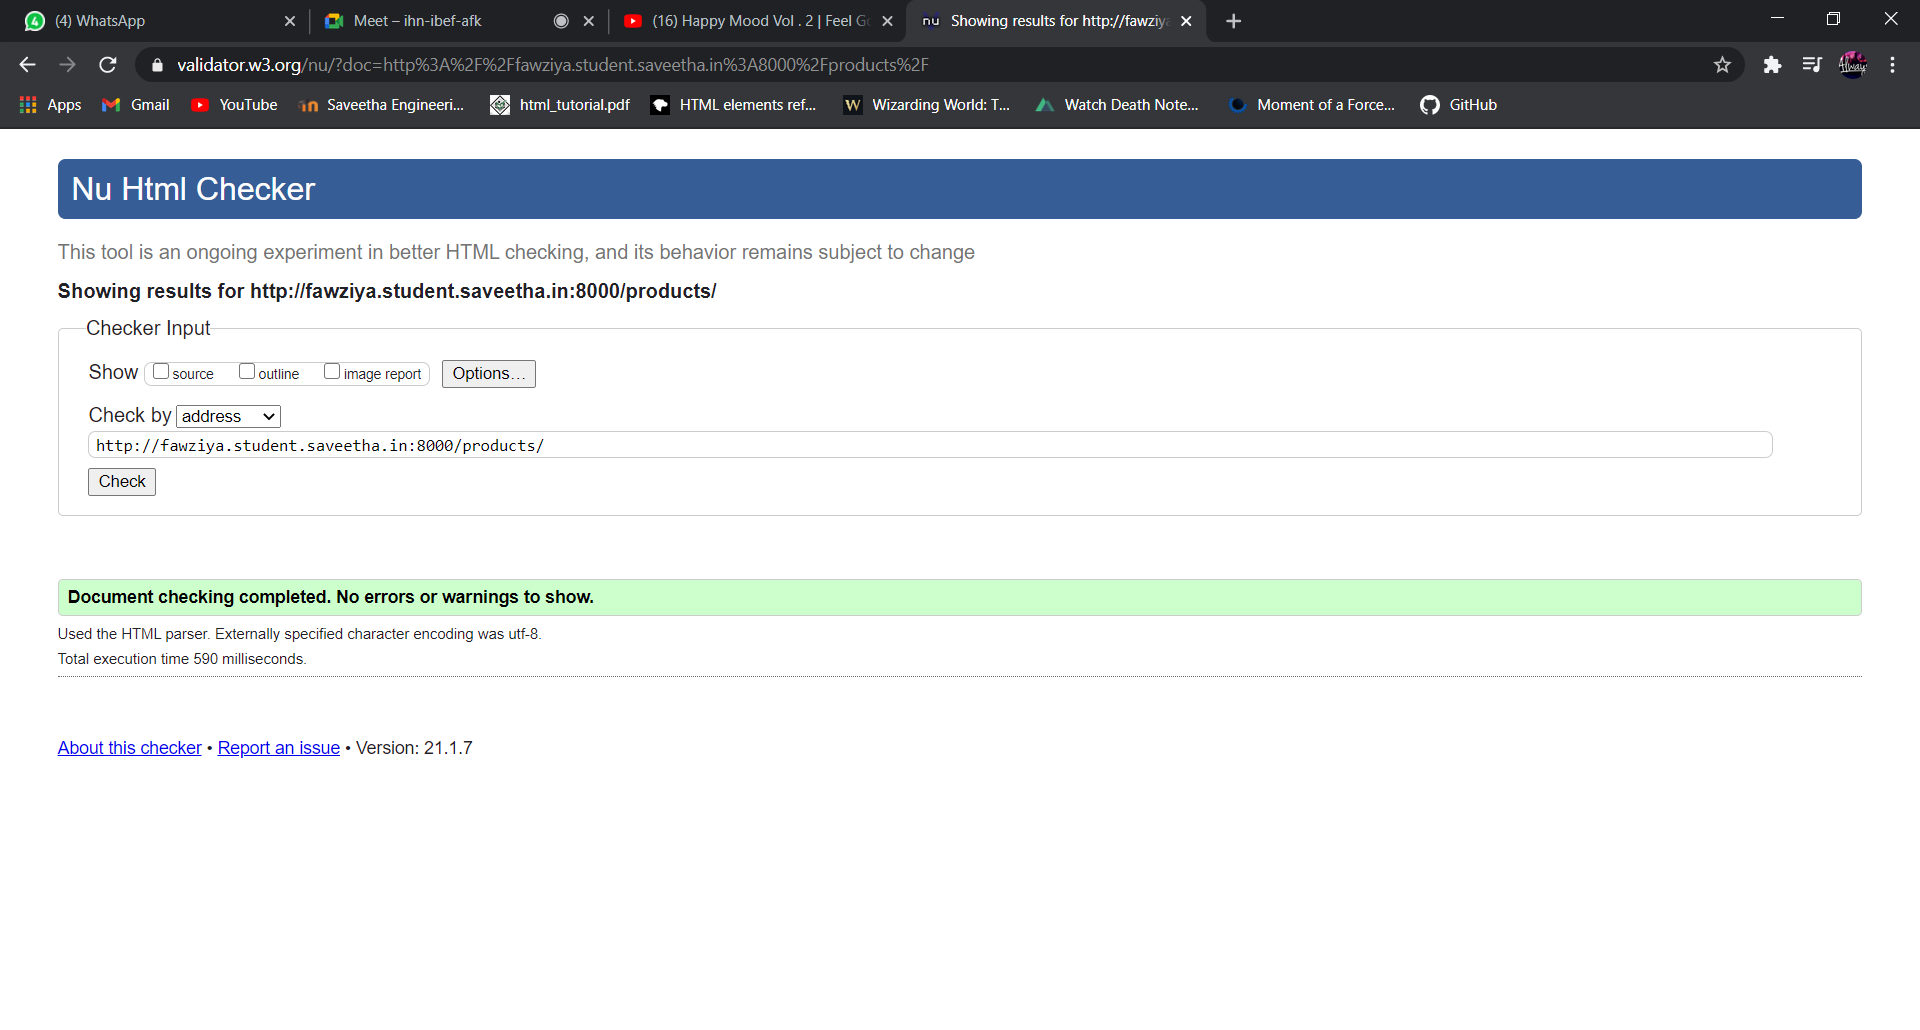 (4) WhatsApp
Meet – ihn-ibef-afk
(16) Happy Mood Vol . 2 | Feel Go
nu
Showing results for http://fawziya
validator.w3.org/nu/?doc=http%3A%2F%2Ffawziya.student.saveetha.in%3A8000%2Fproducts%2F
Apps
Gmail
YouTube
Saveetha Engineeri...
html_tutorial.pdf
HTML elements ref...
W
Wizarding World: T...
Watch Death Note...
Moment of a Force...
GitHub
Nu Html Checker
This tool is an ongoing experiment in better HTML checking, and its behavior remains subject to change
Showing results for http://fawziya.student.saveetha.in:8000/products/
Checker Input
Show source outline image report Options...
Check by address
http://fawziya.student.saveetha.in:8000/products/
Check
Document checking completed. No errors or warnings to show.
Used the HTML parser. Externally specified character encoding was utf-8.
Total execution time 590 milliseconds.
About this checker • Report an issue • Version: 21.1.7